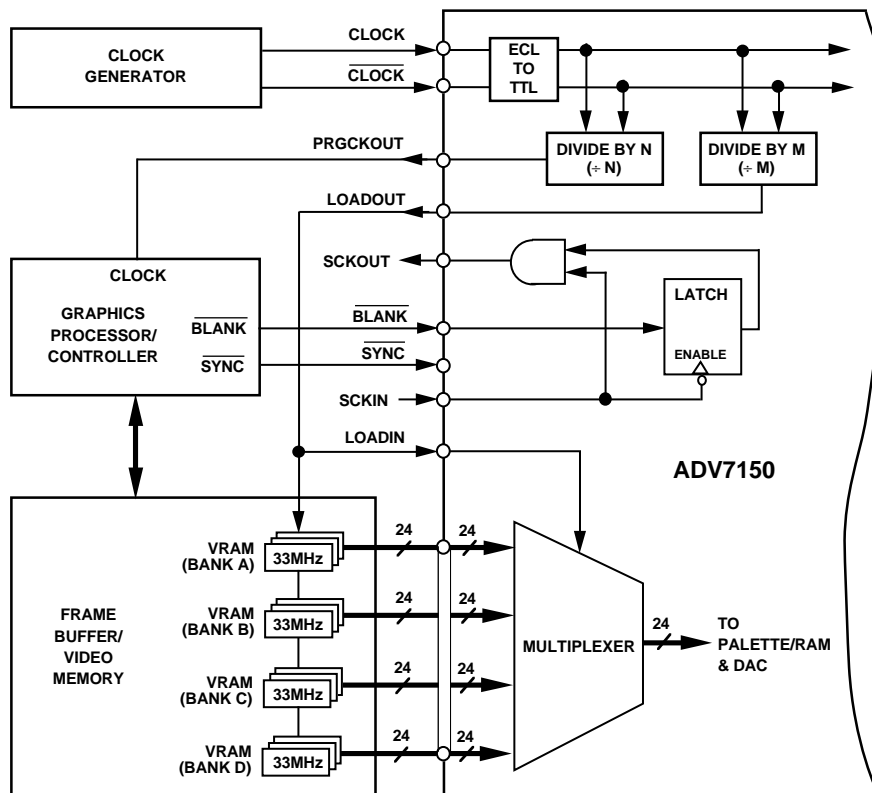 CLOCK
GENERATOR
CLOCK
CLOCK
ECL
TO
TTL
PRGCKOUT
DIVIDE BY N
(÷ N)
DIVIDE BY M
(÷ M)
LOADOUT
SCKOUT
CLOCK
GRAPHICS
PROCESSOR/
CONTROLLER
BLANK
SYNC
BLANK
SYNC
LATCH
ENABLE
SCKIN
LOADIN
ADV7150
FRAME
BUFFER/
VIDEO
MEMORY
VRAM
(BANK A)
33MHz
24
24
VRAM
(BANK B)
33MHz
24
24
VRAM
(BANK C)
33MHz
24
24
VRAM
(BANK D)
33MHz
24
24
MULTIPLEXER
24
TO
PALETTE/RAM
& DAC